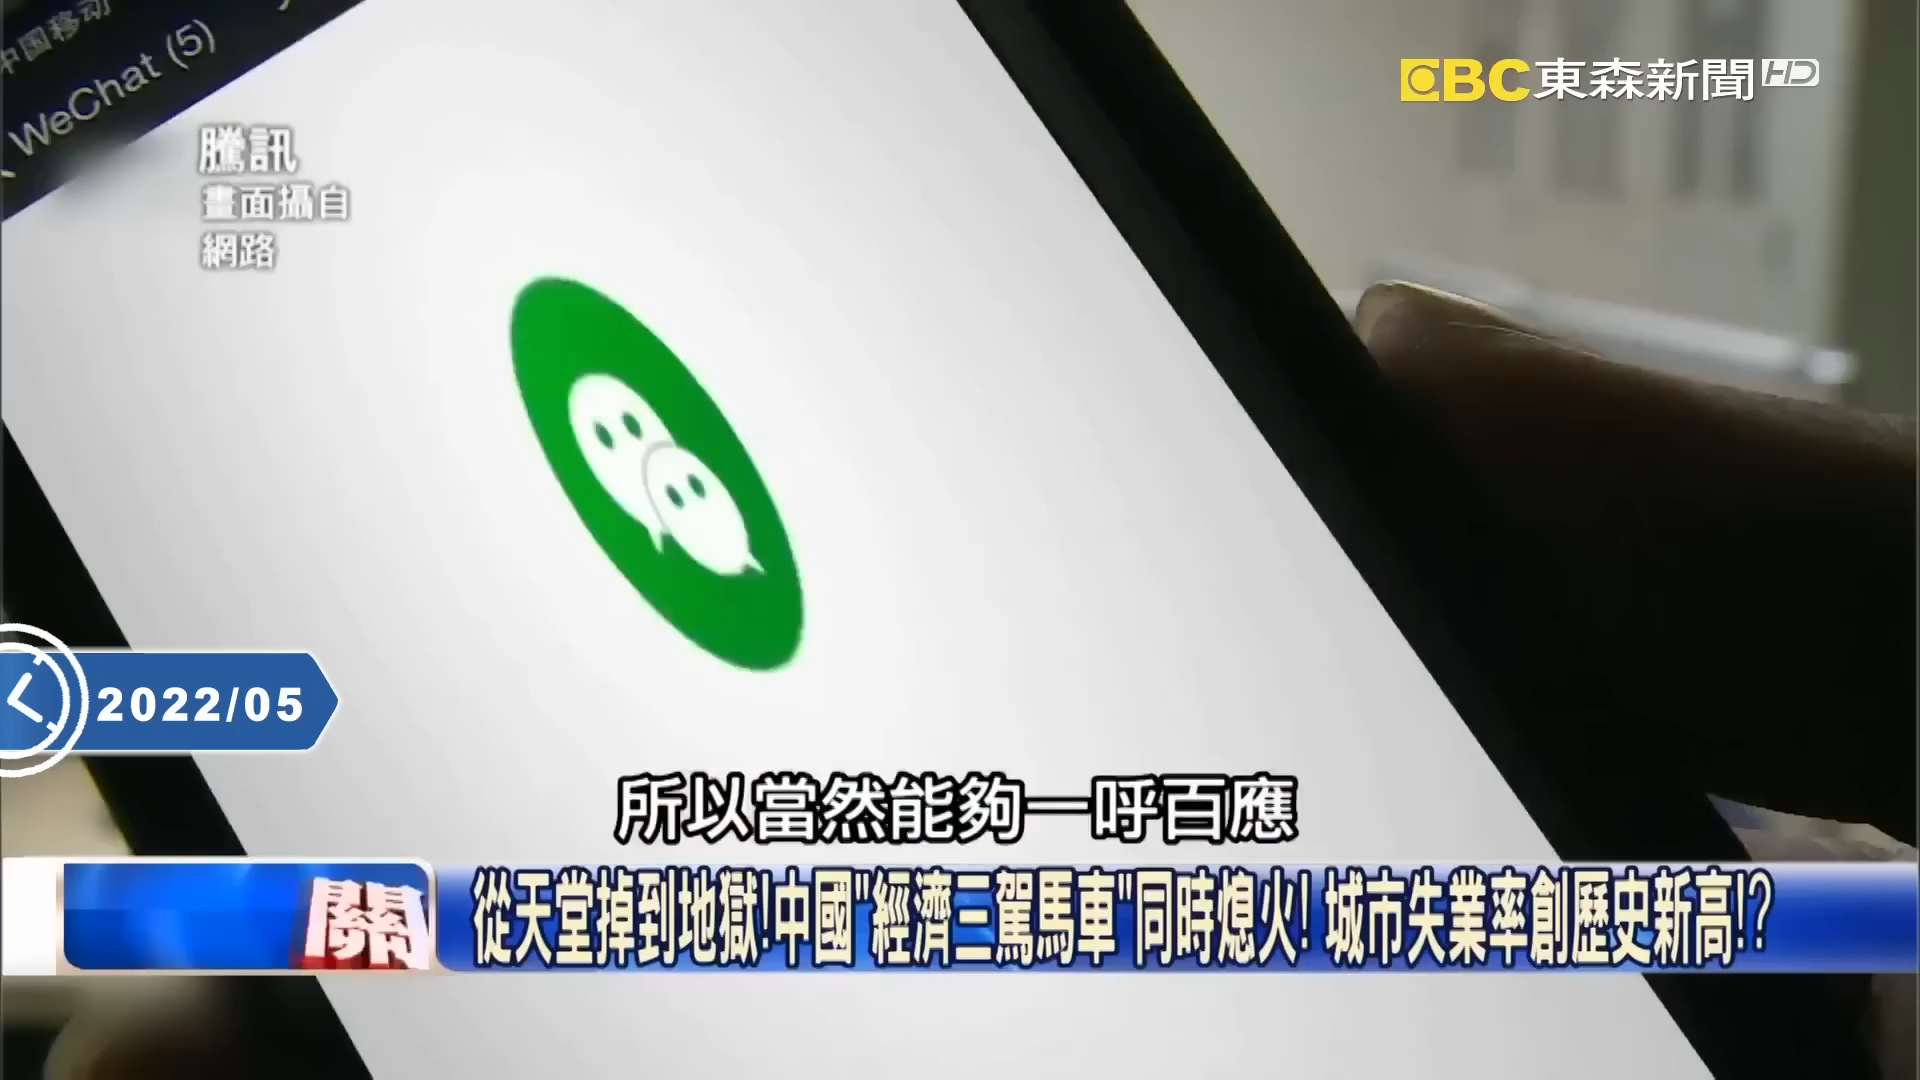 中国移动
WeChat (5)
EBC東森新聞HD
騰訊
畫面攝自
網路
2022/05
所以當然能夠一呼百應
關
從天堂掉到地獄!中國"經濟三駕馬車"同時熄火! 城市失業率創歷史新高!?